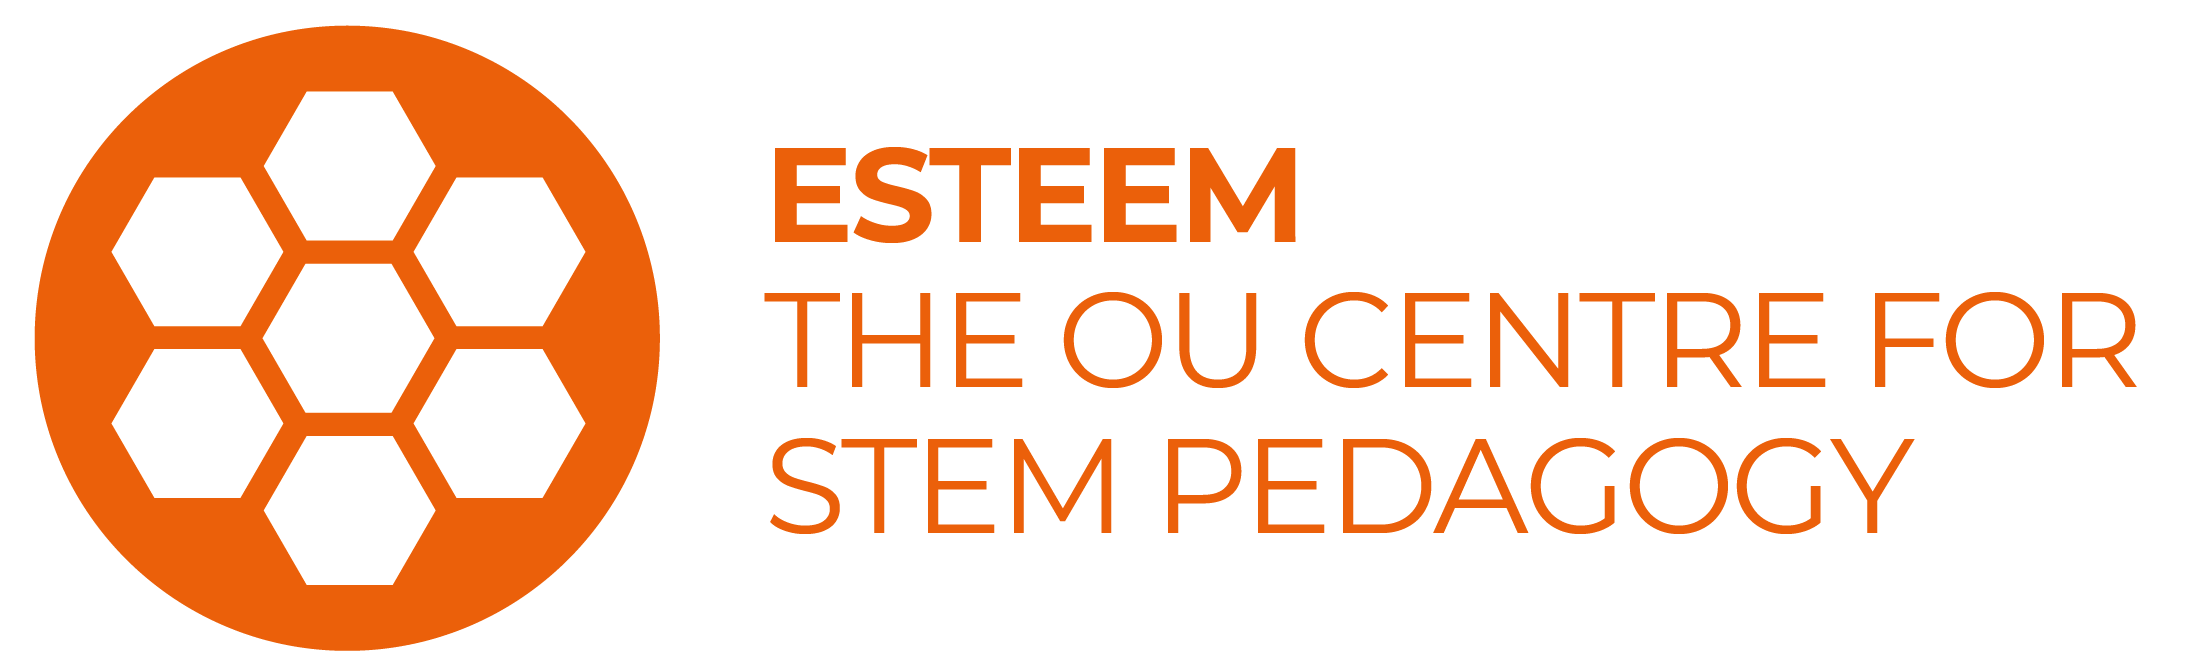 ESTEEM
THE OU CENTRE FOR
STEM PEDAGOGY